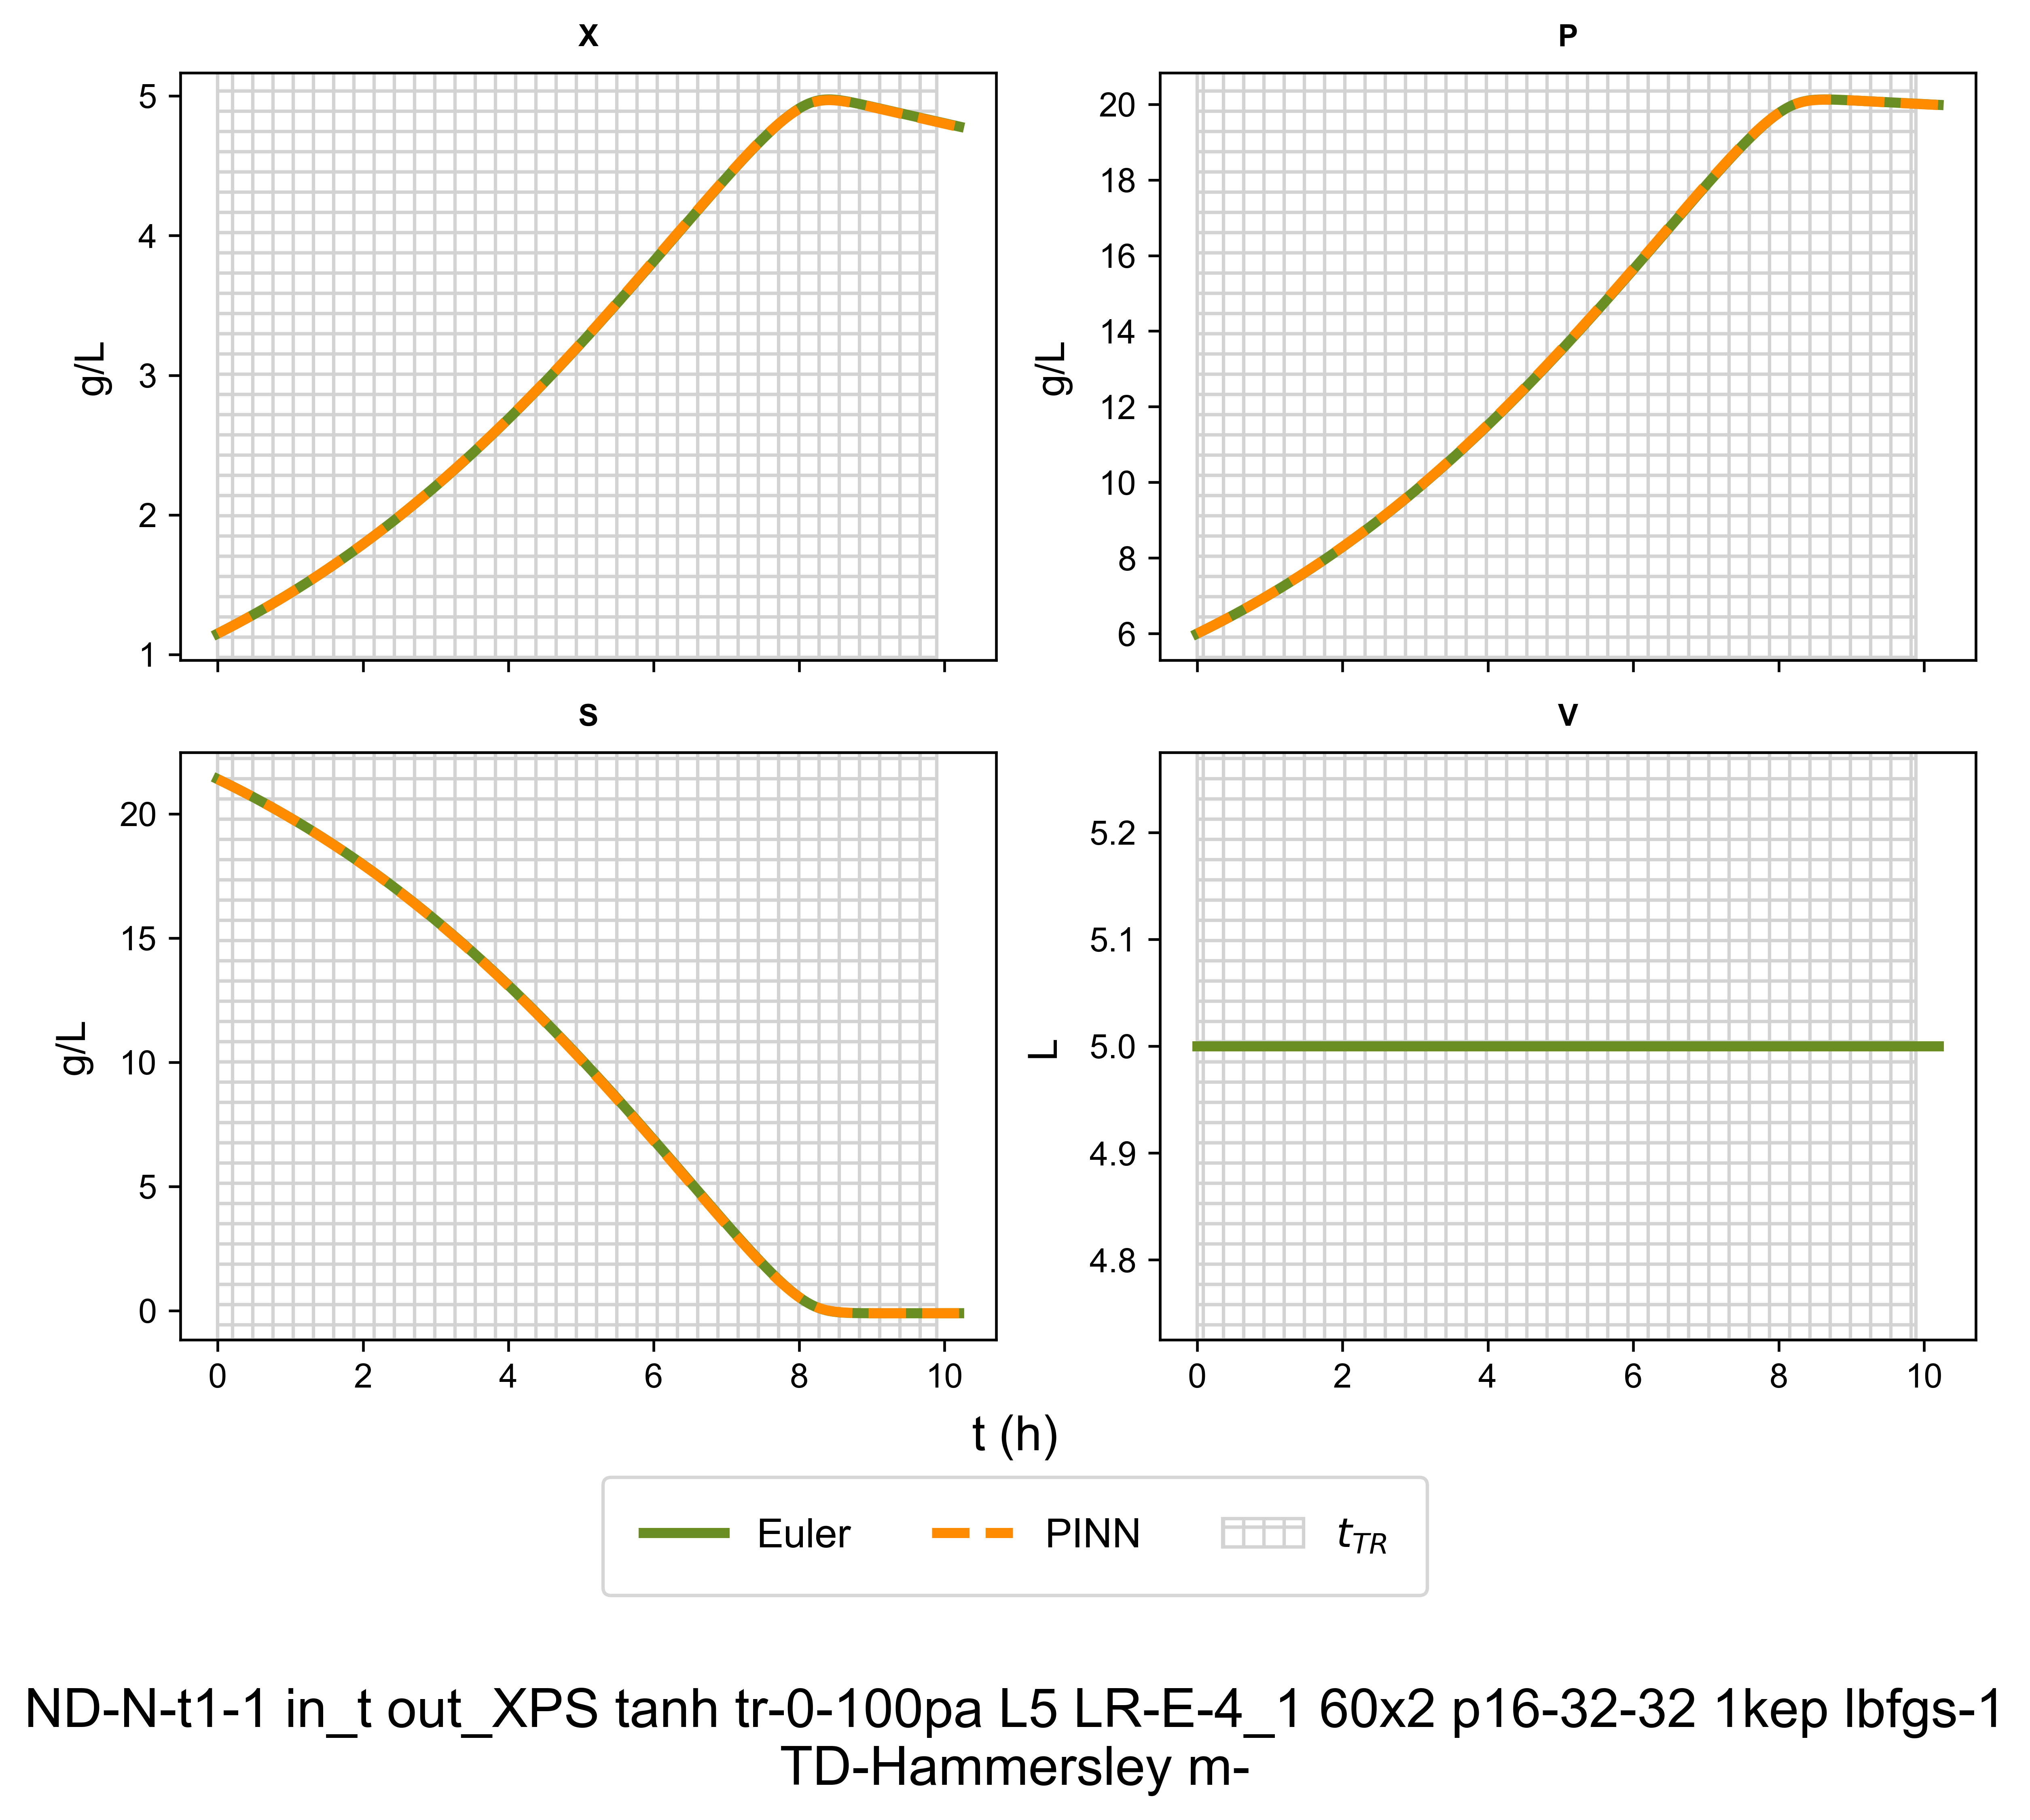 X
P
5
4
3
2
1
g/L
20
18
16
14
12
10
8
6
g/L
S
V
20
15
10
5
0
g/L
5.2
5.1
5.0
4.9
4.8
L
0 2 4 6 8 10
0 2 4 6 8 10
t (h)
Euler PINN t_TR
ND-N-t1-1 in_t out_XPS tanh tr-0-100pa L5 LR-E-4_1 60x2 p16-32-32 1kep lbfgs-1
TD-Hammersley m-